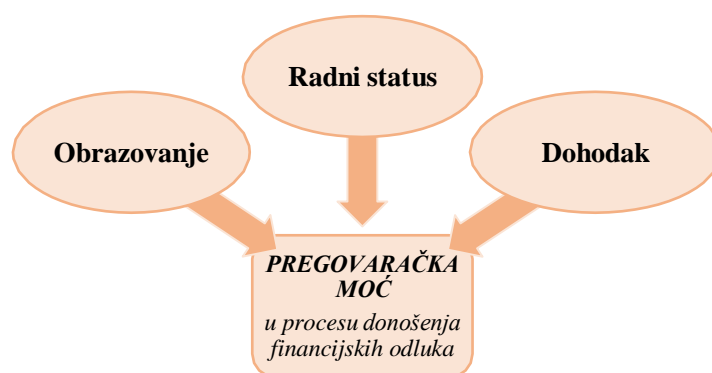 Radni status
Obrazovanje
Dohodak
PREGOVARAČKA
MOĆ
u procesu donošenja
financijskih odluka